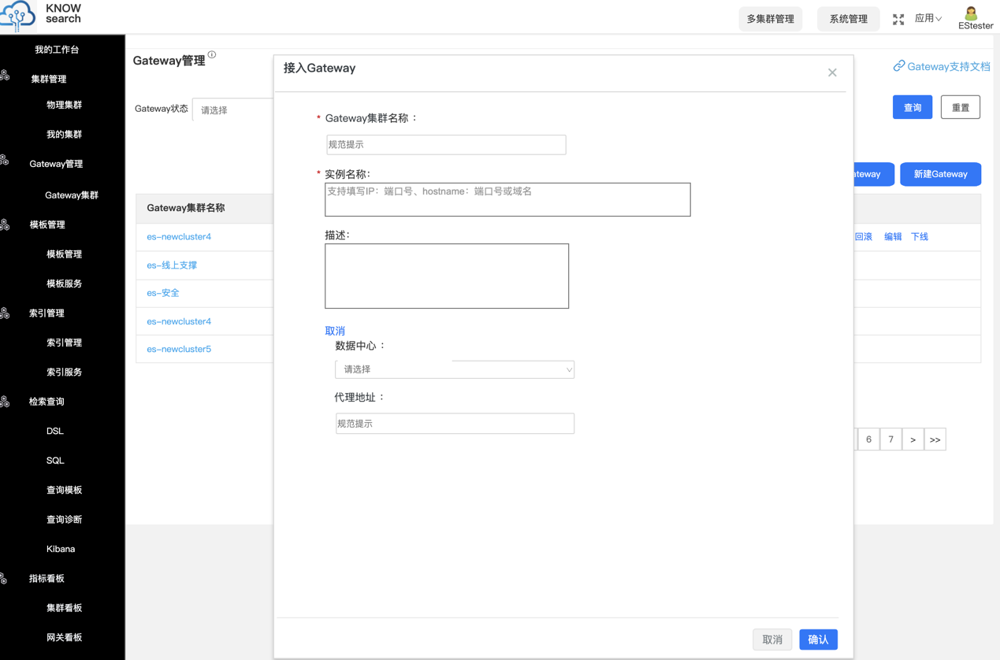 KNOW
search
多集群管理
系统管理
应用
EStester
我的工作台
集群管理
物理集群
我的集群
Gateway管理
Gateway集群
模板管理
模板管理
模板服务
索引管理
索引管理
索引服务
检索查询
DSL
SQL
查询模板
查询诊断
Kibana
指标看板
集群看板
网关看板
Gateway管理
Gateway支持文档
Gateway状态
请选择
查询
重置
新建Gateway
Gateway集群名称
es-newcluster4
回滚 编辑 下线
es-线上支撑
es-安全
es-newcluster4
es-newcluster5
6 7 > >>
接入Gateway
* Gateway集群名称 :
规范提示
* 实例名称:
支持填写IP：端口号、hostname：端口号或域名
描述:
取消
数据中心 :
请选择
代理地址 :
规范提示
取消
确认